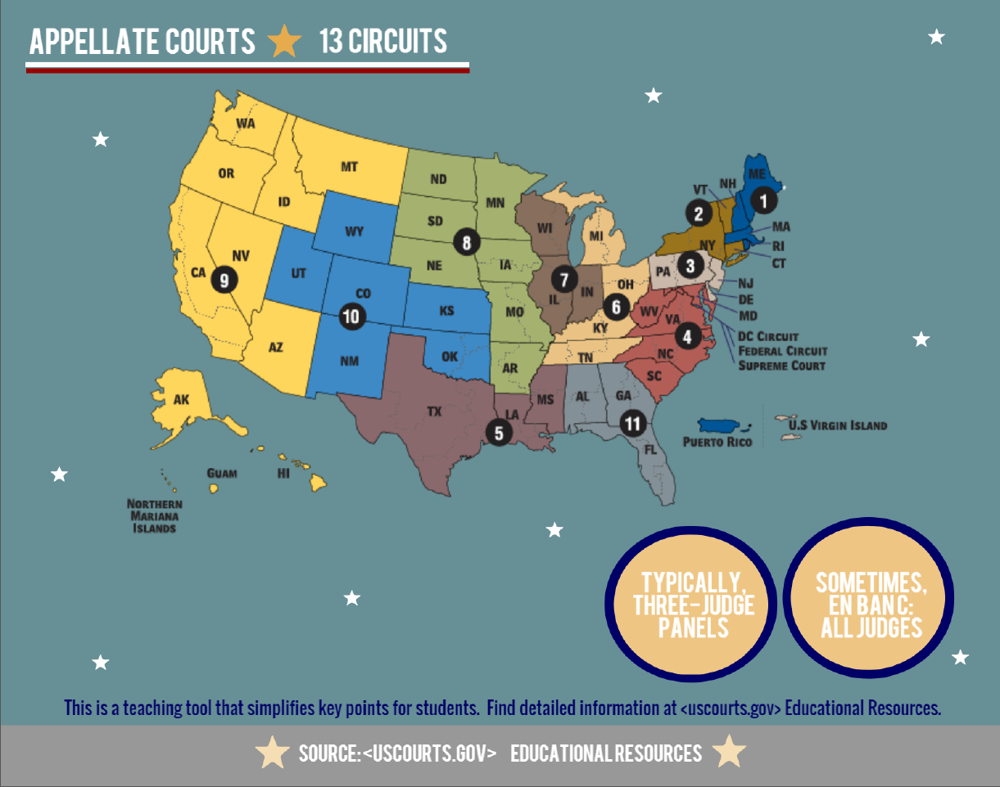 APPELLATE COURTS 13 CIRCUITS
WA
MT
OR
ID
ND
MN
SD
WY
NE
IA
WI
MI
VT
NH
ME
1
2
MA
NY
RI
CT
8
NV
CA
9
UT
CO
10
KS
MO
7
IL
IN
OH
6
PA
3
NJ
DE
MD
WV
VA
4
DC CIRCUIT
FEDERAL CIRCUIT
SUPREME COURT
KY
NC
TN
SC
AZ
NM
OK
AR
TX
LA
5
MS
AL
GA
11
FL
AK
HI
GUAM
NORTHERN
MARIANA
ISLANDS
PUERTO RICO
U.S VIRGIN ISLAND
TYPICALLY,
THREE-JUDGE
PANELS
SOMETIMES,
EN BANC:
ALL JUDGES
This is a teaching tool that simplifies key points for students. Find detailed information at <uscourts.gov> Educational Resources.
SOURCE: <USCOURTS.GOV> EDUCATIONAL RESOURCES